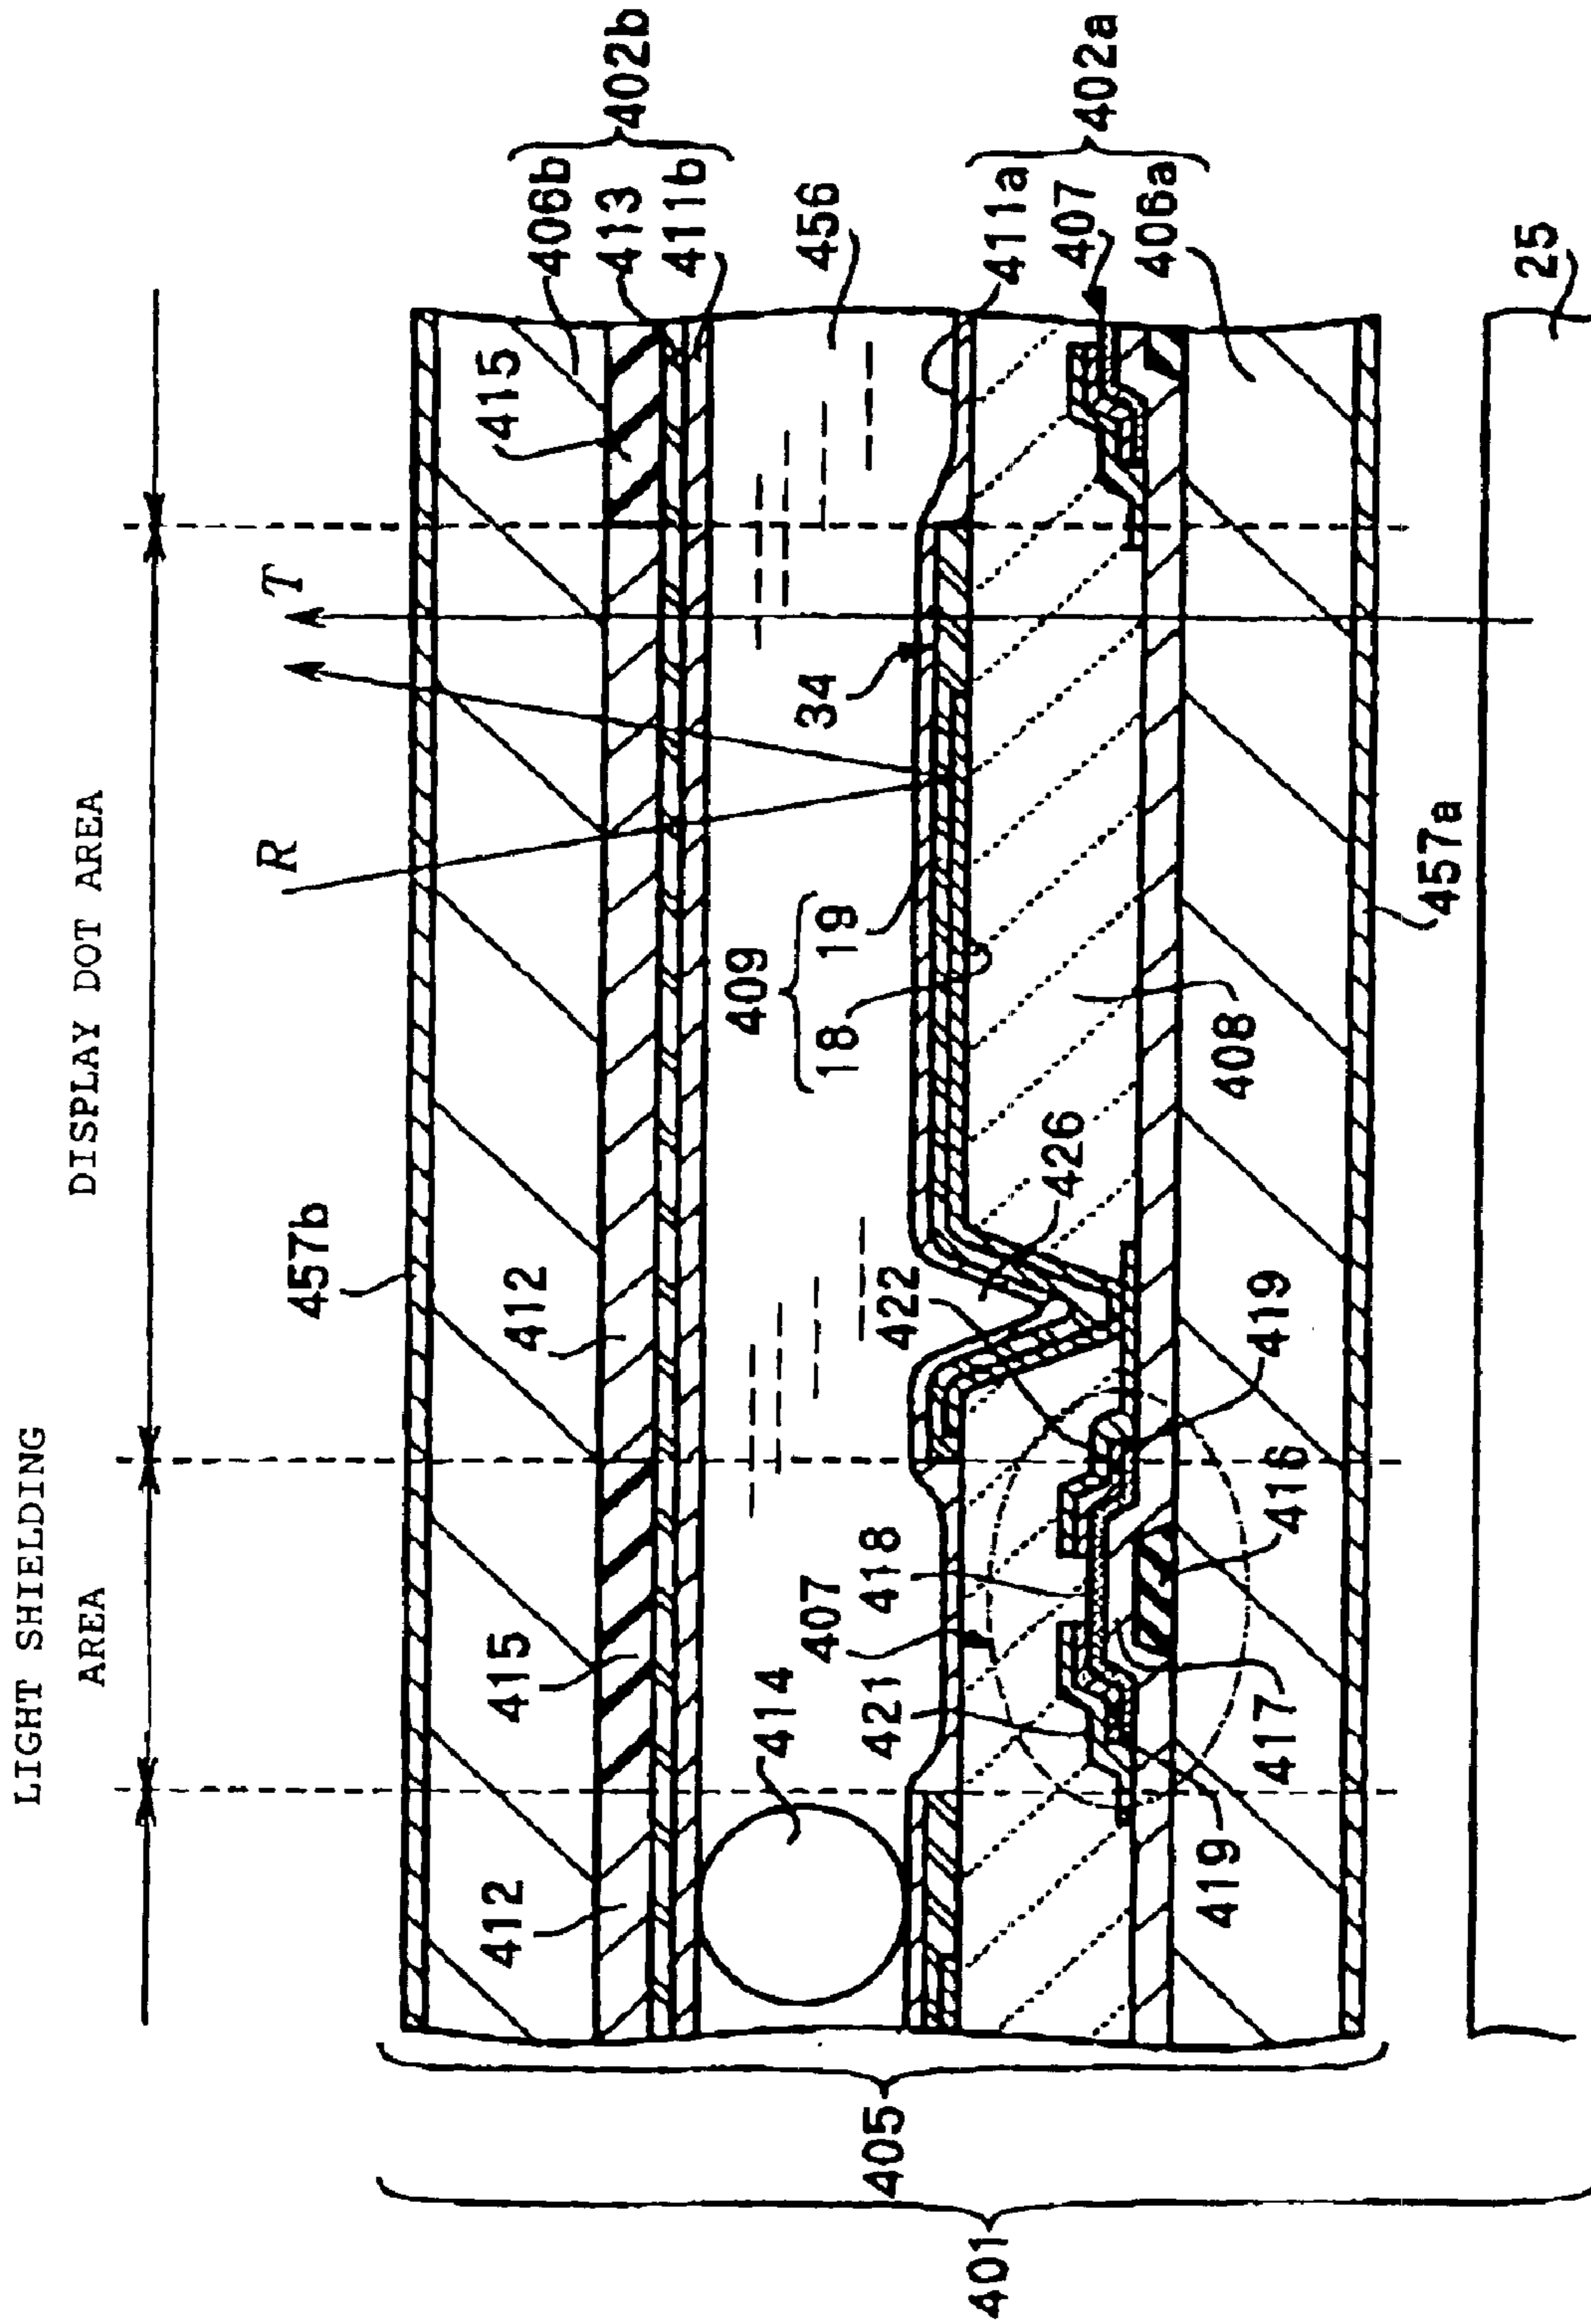 LIGHT SHIELDING
AREA
DISPLAY DOT AREA
457b
R
T
412
415
412
415
406b
413
411b
402b
414
456
409
18
19
34
421
407
418
422
426
411a
407
402a
406a
419
417
416
419
408
457a
25
405
401